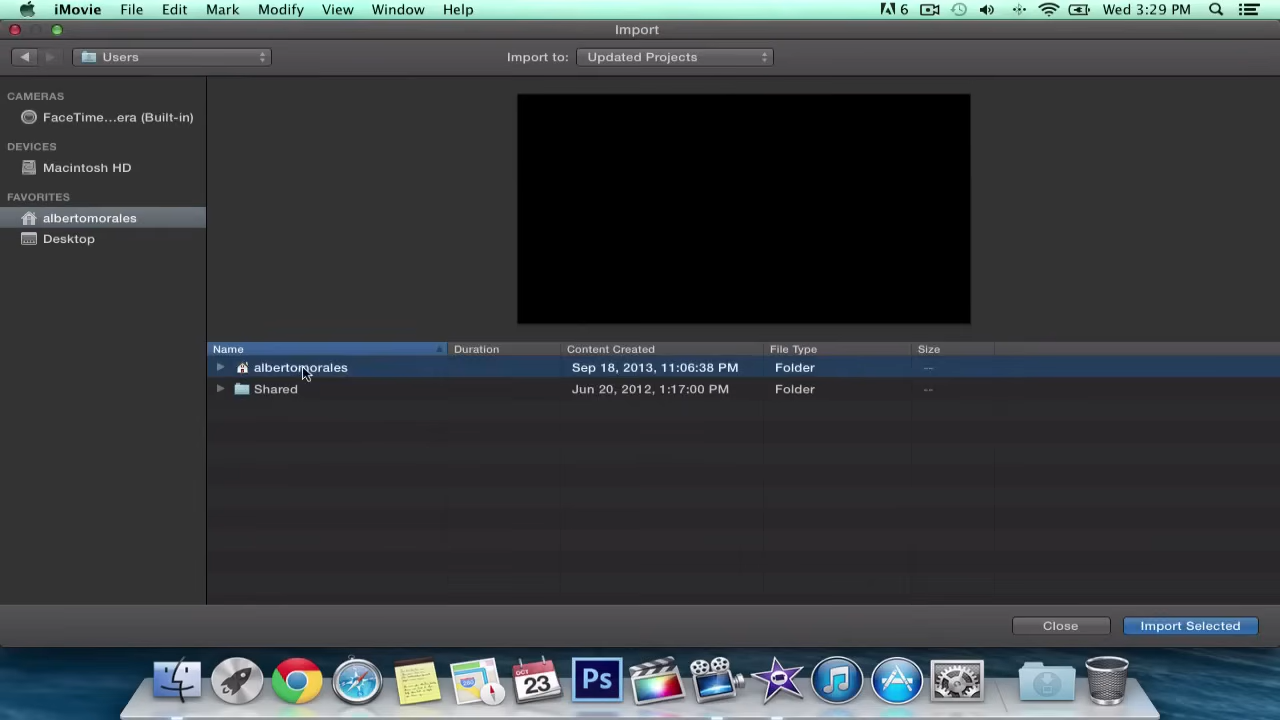 iMovie File Edit Mark Modify View Window Help 6 Wed 3:29 PM
Import
Users Import to: Updated Projects
CAMERAS
FaceTime...era (Built-in)
DEVICES
Macintosh HD
FAVORITES
albertomorales
Desktop
Name Duration Content Created File Type Size
albertomorales Sep 18, 2013, 11:06:38 PM Folder --
Shared Jun 20, 2012, 1:17:00 PM Folder --
Close Import Selected
OCT
23
Ps